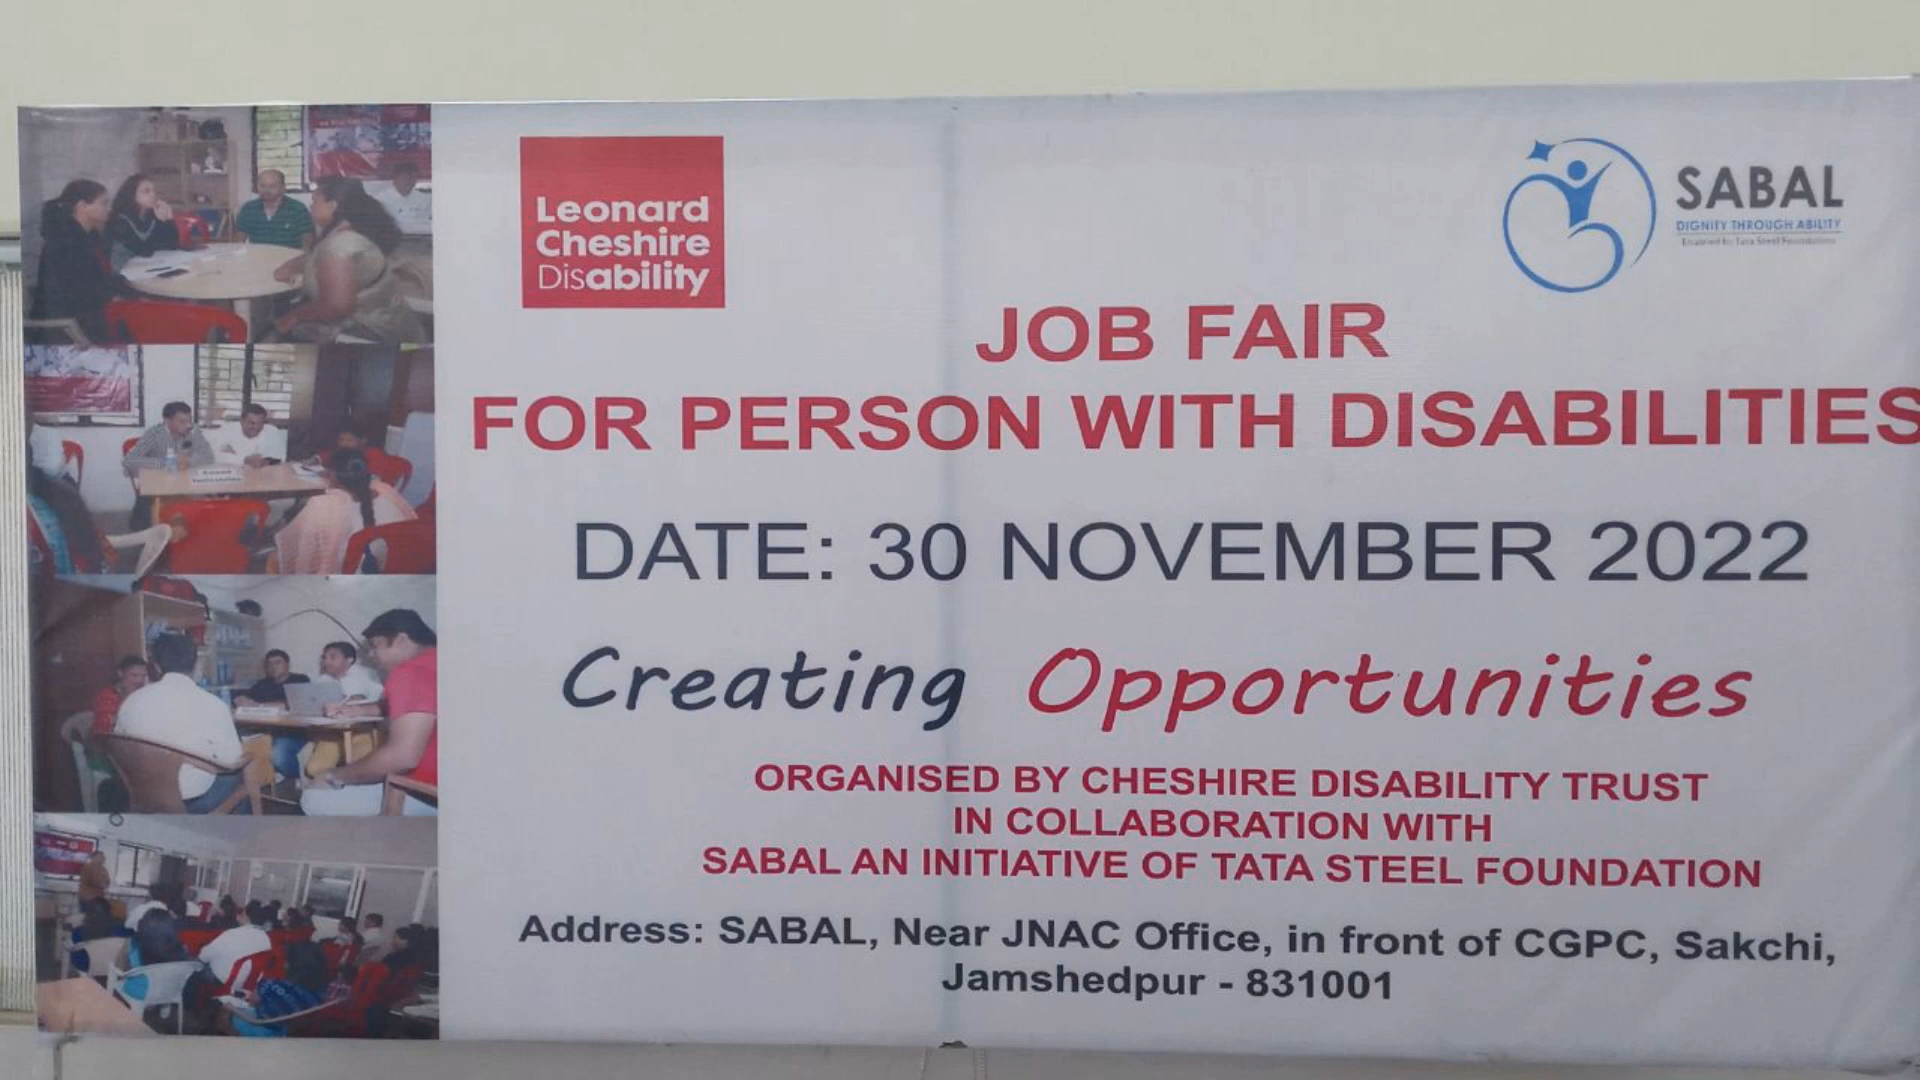 Leonard
Cheshire
Disability
SABAL
DIGNITY THROUGH ABILITY
JOB FAIR
FOR PERSON WITH DISABILITIES
DATE: 30 NOVEMBER 2022
Creating Opportunities
ORGANISED BY CHESHIRE DISABILITY TRUST
IN COLLABORATION WITH
SABAL AN INITIATIVE OF TATA STEEL FOUNDATION
Address: SABAL, Near JNAC Office, in front of CGPC, Sakchi,
Jamshedpur - 831001